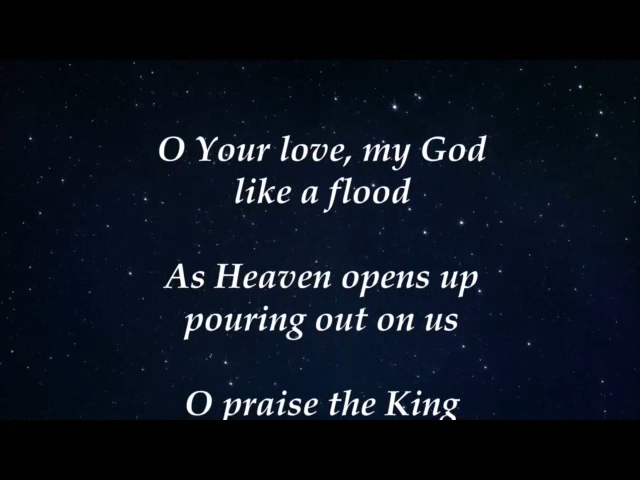 O Your love, my God
like a flood
As Heaven opens up
pouring out on us
O praise the King